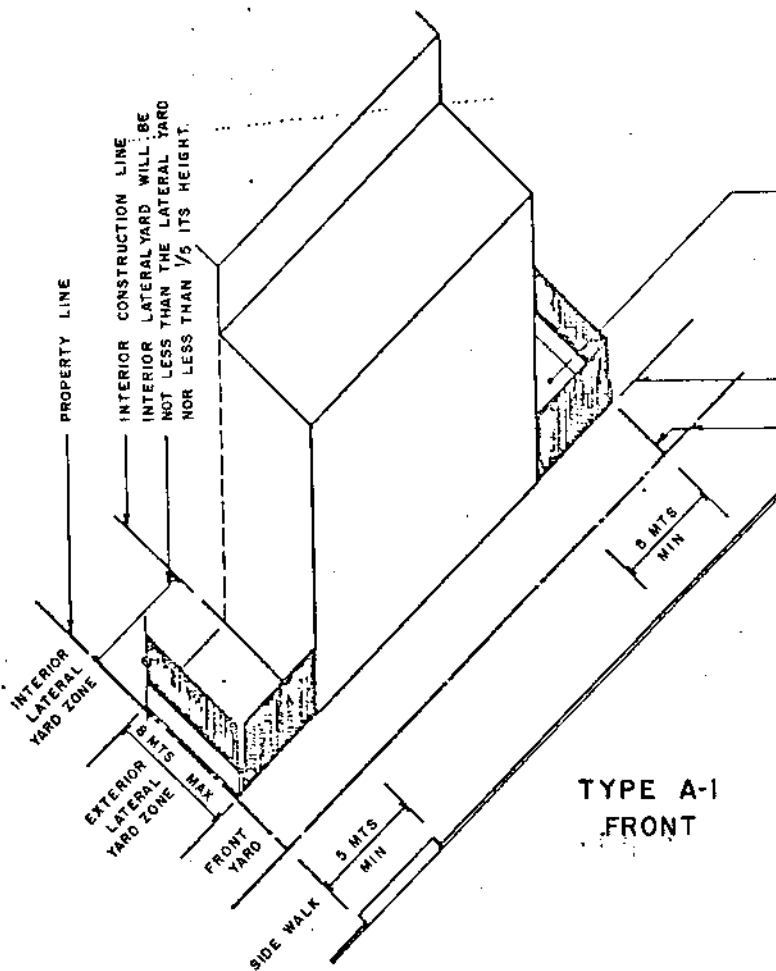 PROPERTY LINE
INTERIOR CONSTRUCTION LINE
INTERIOR LATERAL YARD WILL BE
NOT LESS THAN THE LATERAL YARD
NOR LESS THAN 1/5 ITS HEIGHT.
INTERIOR
LATERAL
YARD ZONE
8 MTS MAX
EXTERIOR
LATERAL
YARD ZONE
FRONT
YARD
5 MTS
MIN
SIDE WALK
8 MTS
MIN
TYPE A-1
FRONT